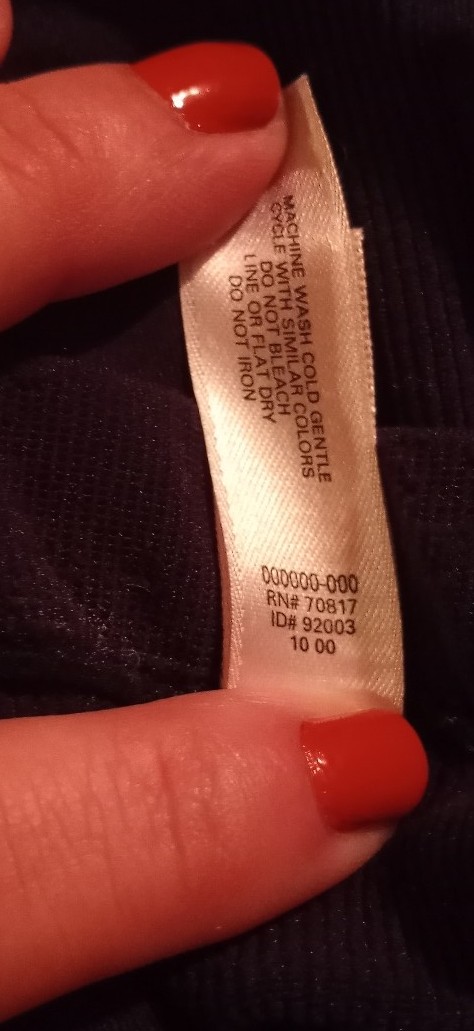 MACHINE WASH COLD GENTLE
CYCLE WITH SIMILAR COLORS
DO NOT BLEACH
LINE OR FLAT DRY
DO NOT IRON
000000-000
RN# 70817
ID# 92003
10 00